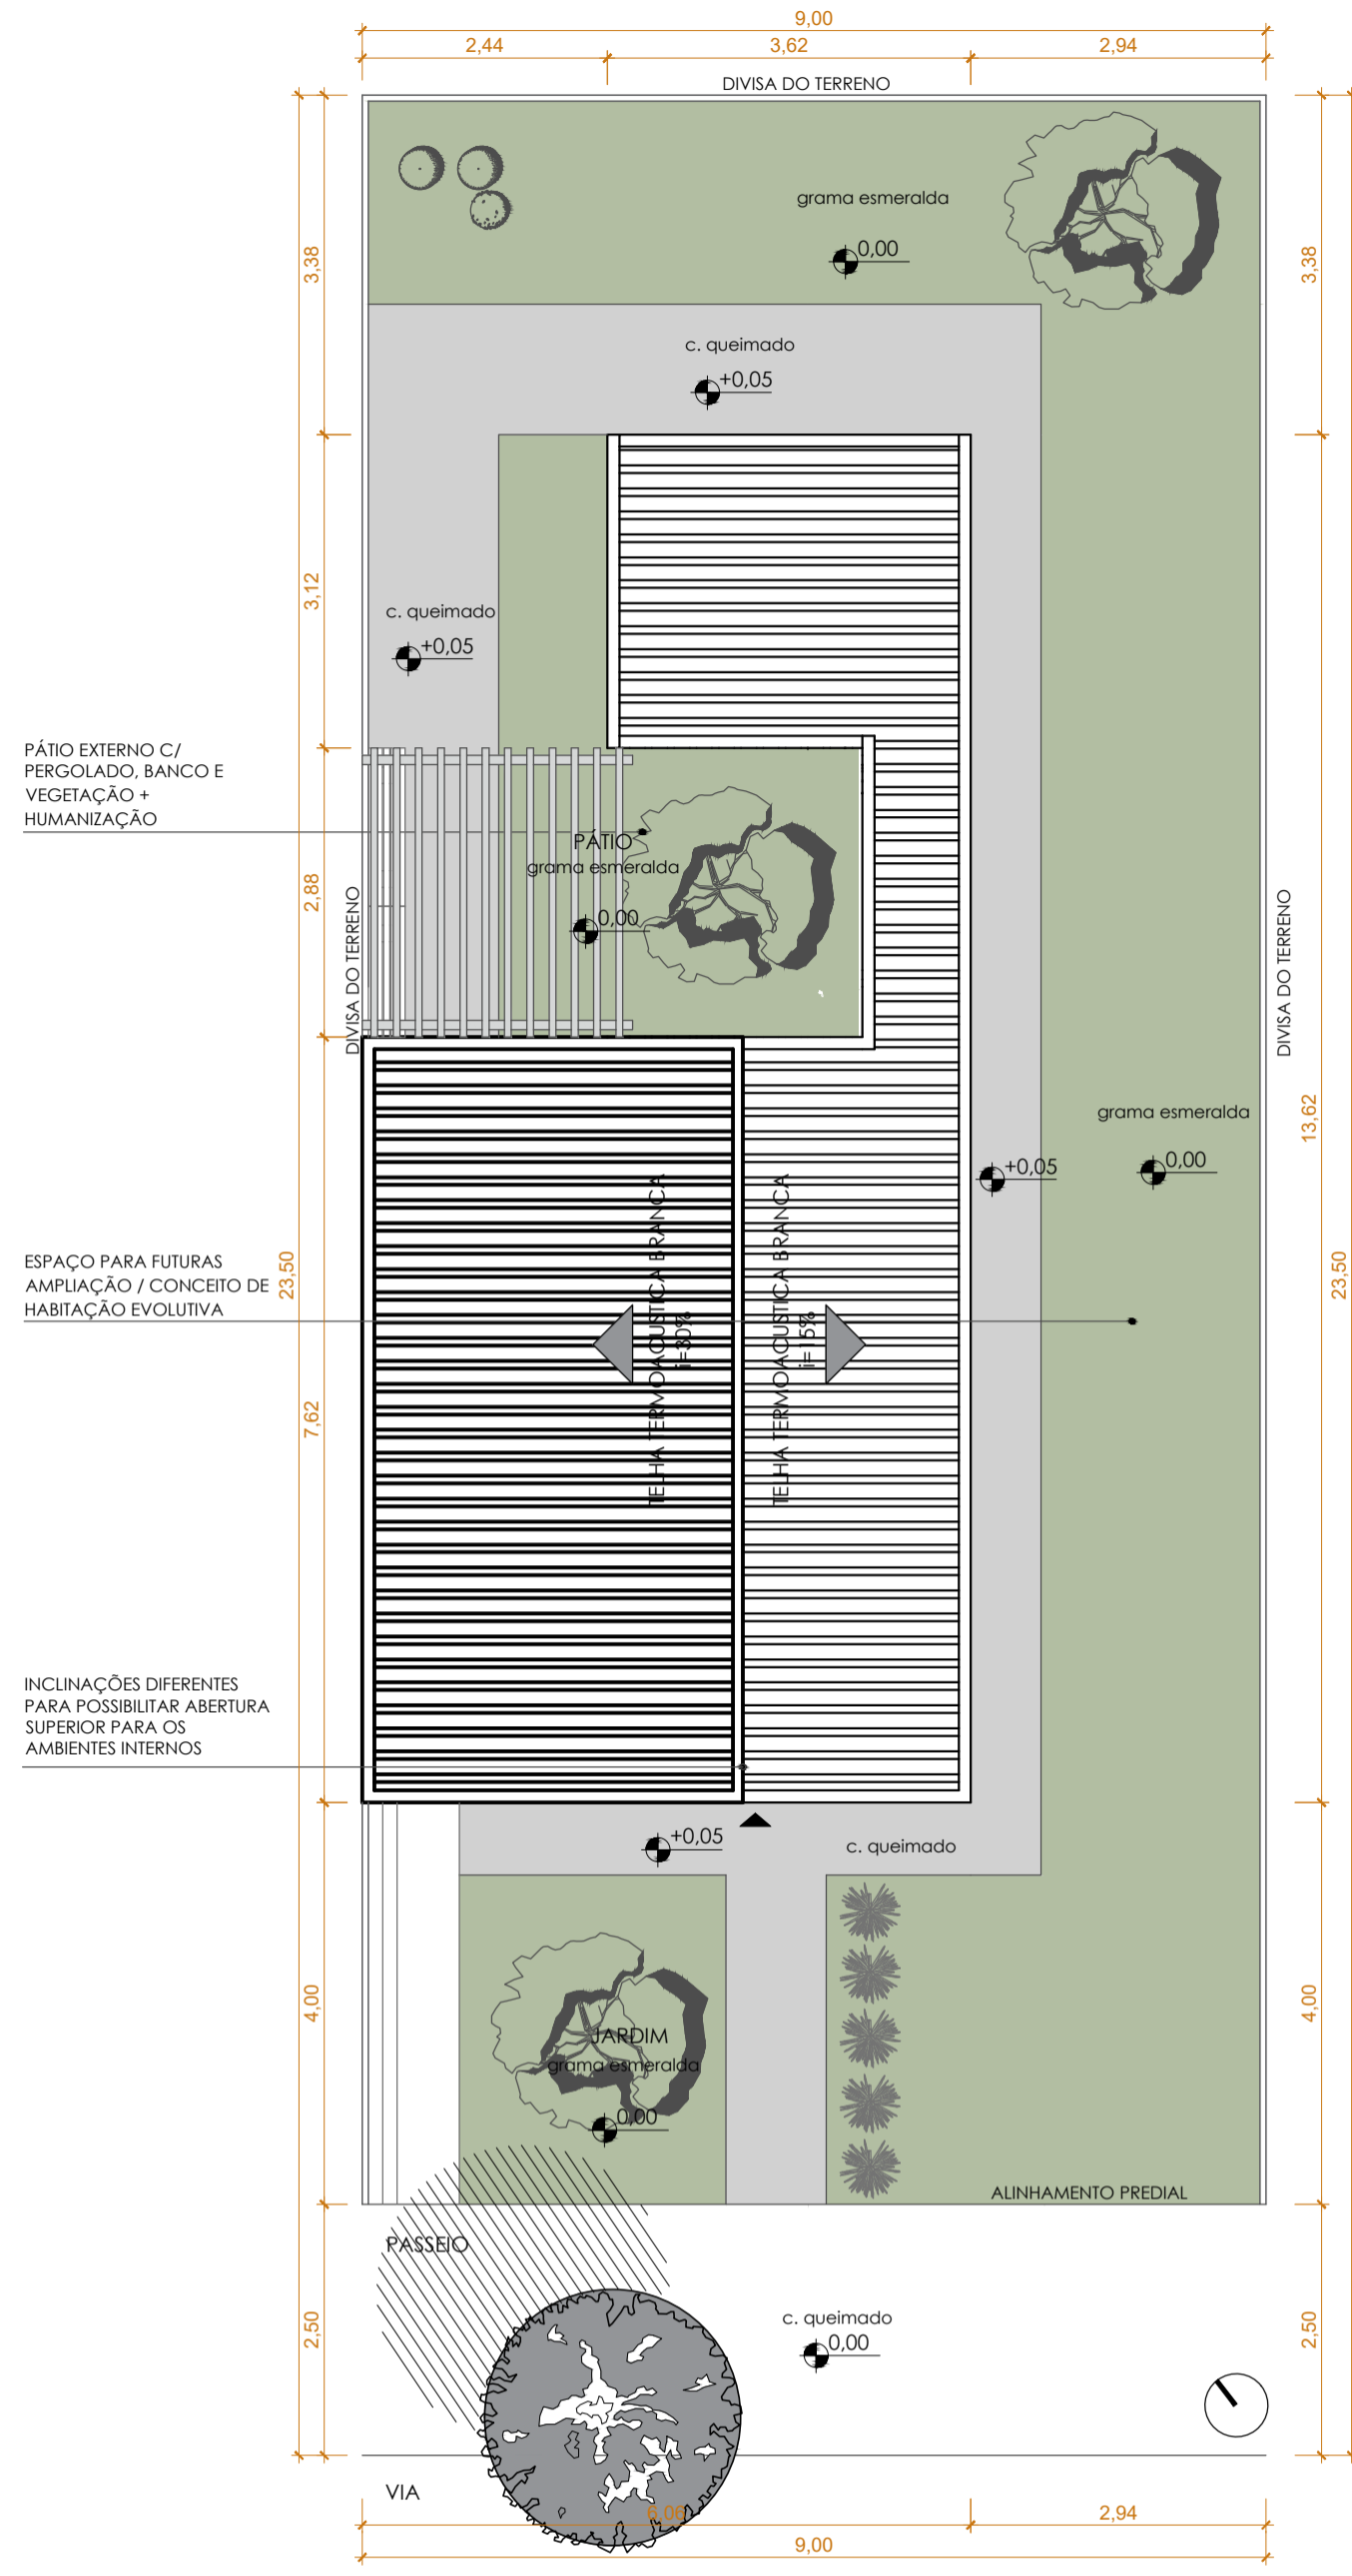 9,00
2,44
3,62
2,94
DIVISA DO TERRENO
grama esmeralda
0,00
3,38
3,38
c. queimado
+0,05
3,12
c. queimado
+0,05
PÁTIO EXTERNO C/
PERGOLADO, BANCO E
VEGETAÇÃO +
HUMANIZAÇÃO
PÁTIO
grama esmeralda
0,00
2,88
DIVISA DO TERRENO
DIVISA DO TERRENO
grama esmeralda
0,00
+0,05
13,62
ESPAÇO PARA FUTURAS
AMPLIAÇÃO / CONCEITO DE
HABITAÇÃO EVOLUTIVA
23,50
23,50
TELHA TERMOACUSTICA BRANCA
i=30%
TELHA TERMOACUSTICA BRANCA
i=15%
7,62
INCLINAÇÕES DIFERENTES
PARA POSSIBILITAR ABERTURA
SUPERIOR PARA OS
AMBIENTES INTERNOS
+0,05
c. queimado
4,00
4,00
JARDIM
grama esmeralda
0,00
ALINHAMENTO PREDIAL
PASSEIO
2,50
2,50
c. queimado
0,00
VIA
6,06
2,94
9,00